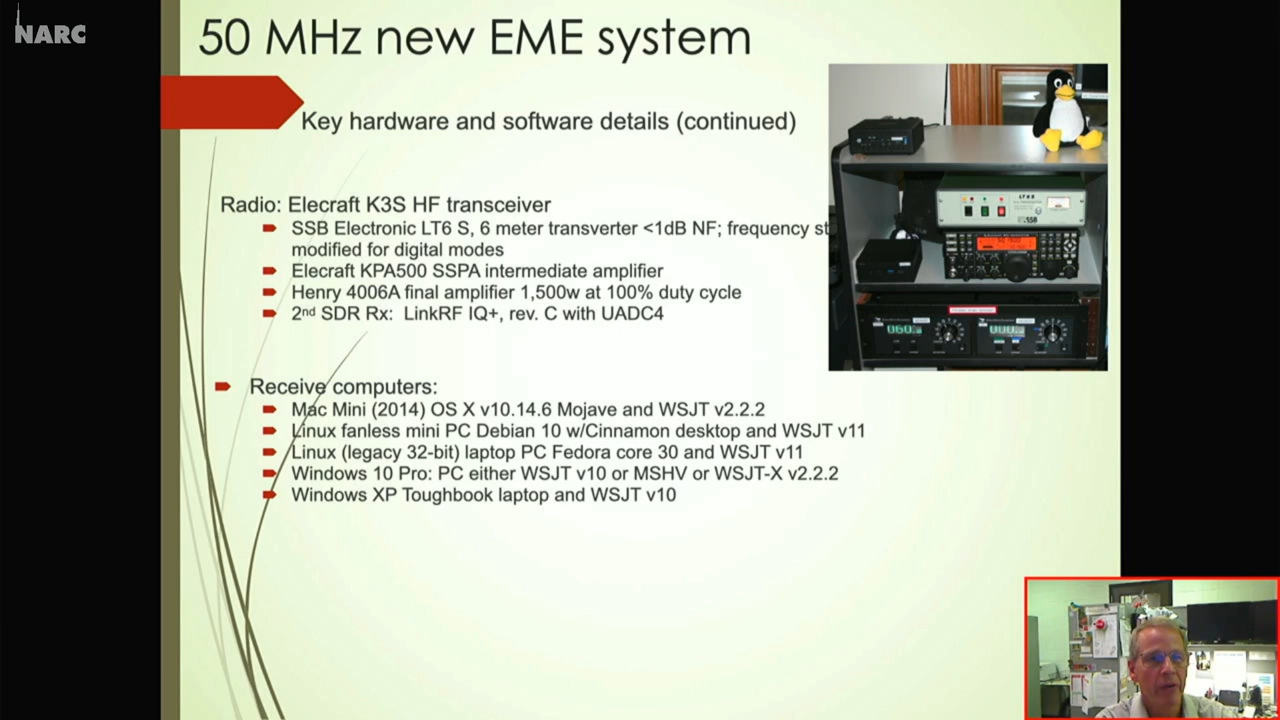 NARC
50 MHz new EME system
Key hardware and software details (continued)
Radio: Elecraft K3S HF transceiver
SSB Electronic LT6 S, 6 meter transverter <1dB NF; frequency st
modified for digital modes
Elecraft KPA500 SSPA intermediate amplifier
Henry 4006A final amplifier 1,500w at 100% duty cycle
2nd SDR Rx: LinkRF IQ+, rev. C with UADC4
Receive computers:
Mac Mini (2014) OS X v10.14.6 Mojave and WSJT v2.2.2
Linux fanless mini PC Debian 10 w/Cinnamon desktop and WSJT v11
Linux (legacy 32-bit) laptop PC Fedora core 30 and WSJT v11
Windows 10 Pro: PC either WSJT v10 or MSHV or WSJT-X v2.2.2
Windows XP Toughbook laptop and WSJT v10
LT6S
SSB
060
000